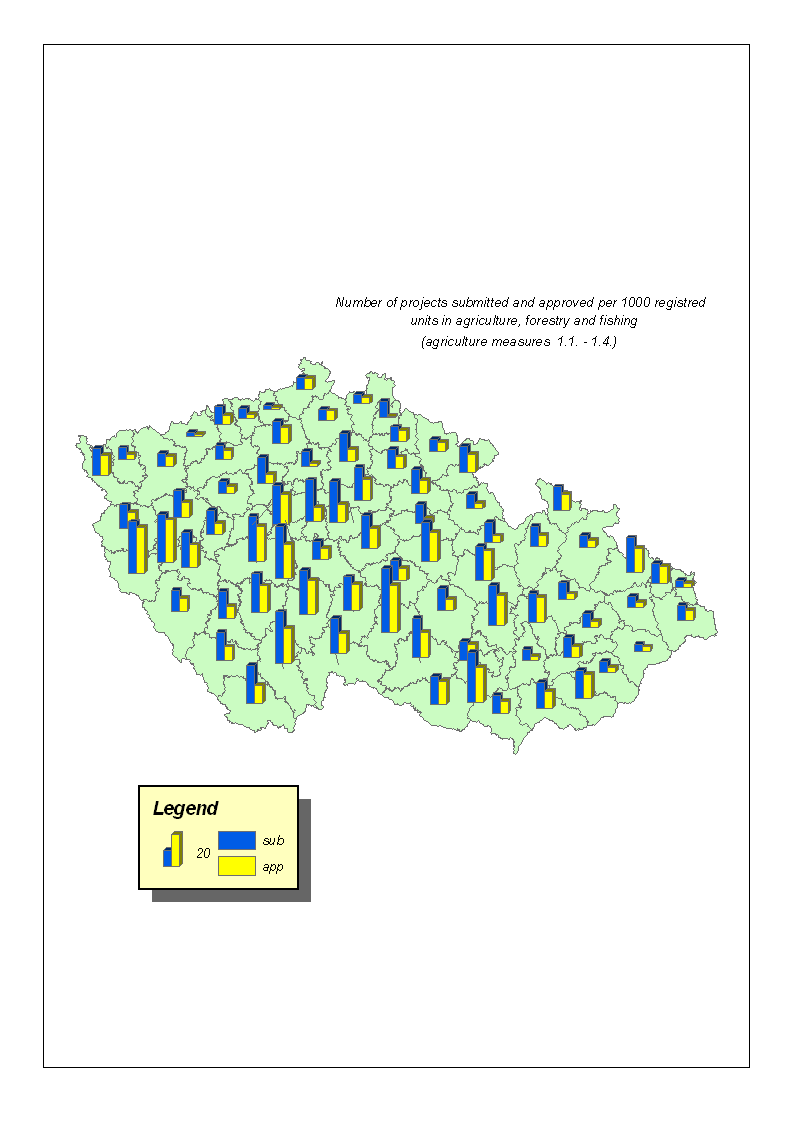 Number of projects submitted and approved per 1000 registred
units in agriculture, forestry and fishing
(agriculture measures 1.1. - 1.4.)
Legend
20
sub
app